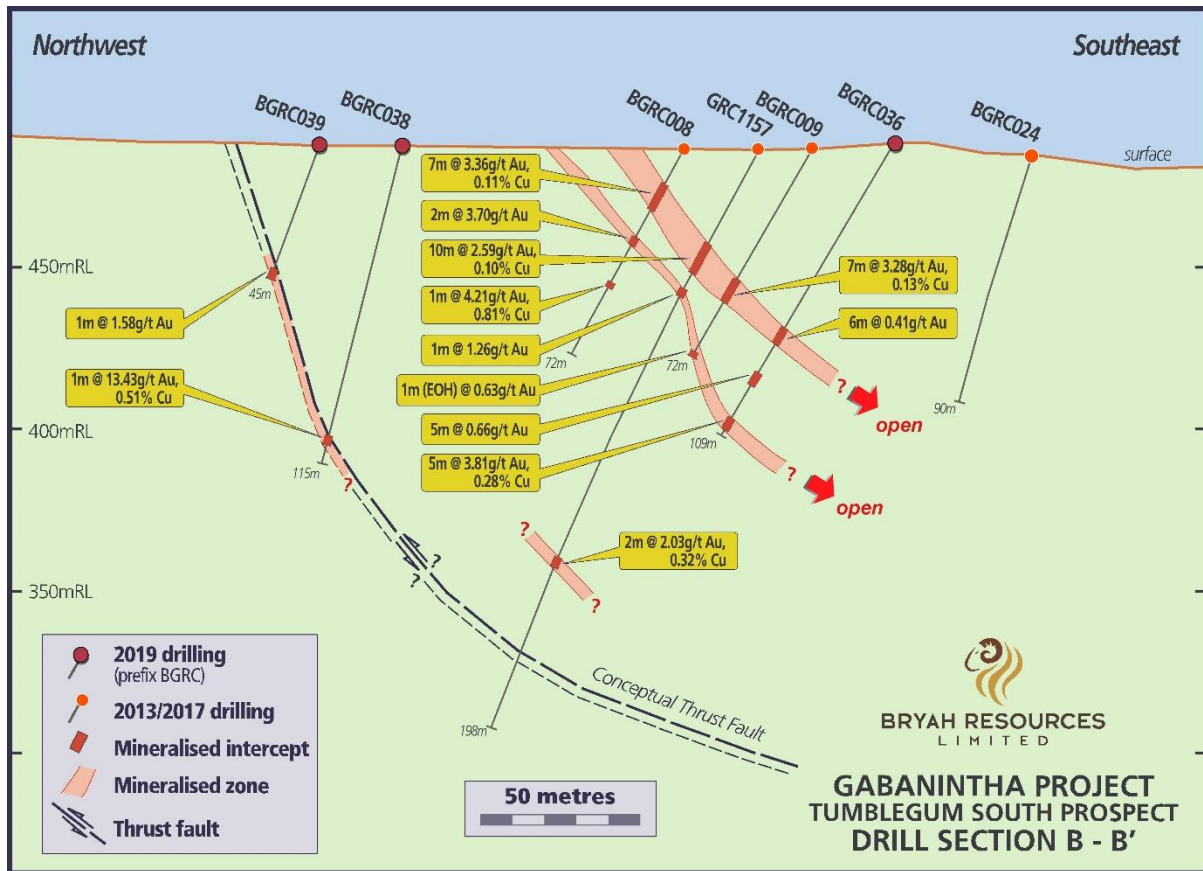 Northwest
Southeast
BGRC039
BGRC038
BGRC008
GRC1157
BGRC009
BGRC036
BGRC024
surface
7m @ 3.36g/t Au,
0.11% Cu
2m @ 3.70g/t Au
10m @ 2.59g/t Au,
0.10% Cu
1m @ 4.21g/t Au,
0.81% Cu
1m @ 1.26g/t Au
1m (EOH) @ 0.63g/t Au
5m @ 0.66g/t Au
5m @ 3.81g/t Au,
0.28% Cu
7m @ 3.28g/t Au,
0.13% Cu
6m @ 0.41g/t Au
1m @ 1.58g/t Au
1m @ 13.43g/t Au,
0.51% Cu
2m @ 2.03g/t Au,
0.32% Cu
450mRL
400mRL
350mRL
45m
115m
72m
72m
109m
90m
198m
?
open
?
open
?
?
?
?
?
Conceptual Thrust Fault
2019 drilling
(prefix BGRC)
2013/2017 drilling
Mineralised intercept
Mineralised zone
Thrust fault
50 metres
BRYAH RESOURCES
LIMITED
GABANINTHA PROJECT
TUMBLEGUM SOUTH PROSPECT
DRILL SECTION B - B'